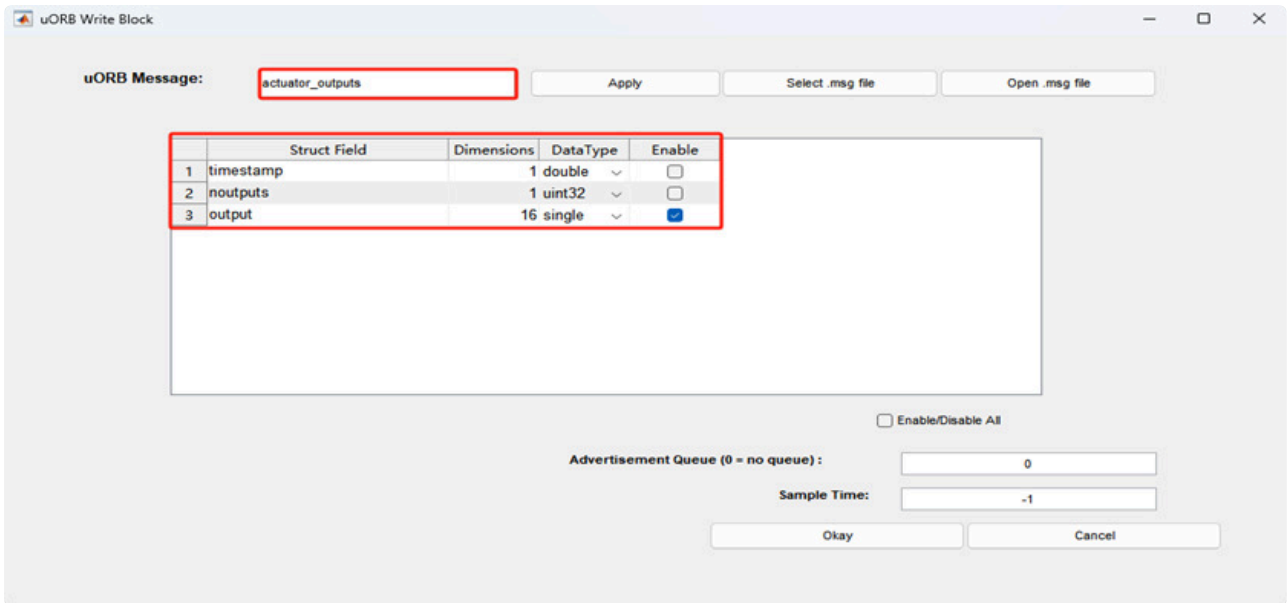 uORB Write Block
uORB Message: actuator_outputs Apply Select .msg file Open .msg file
Struct Field Dimensions DataType Enable
1 timestamp 1 double
2 noutputs 1 uint32
3 output 16 single
Enable/Disable All
Advertisement Queue (0 = no queue) : 0
Sample Time: -1
Okay Cancel